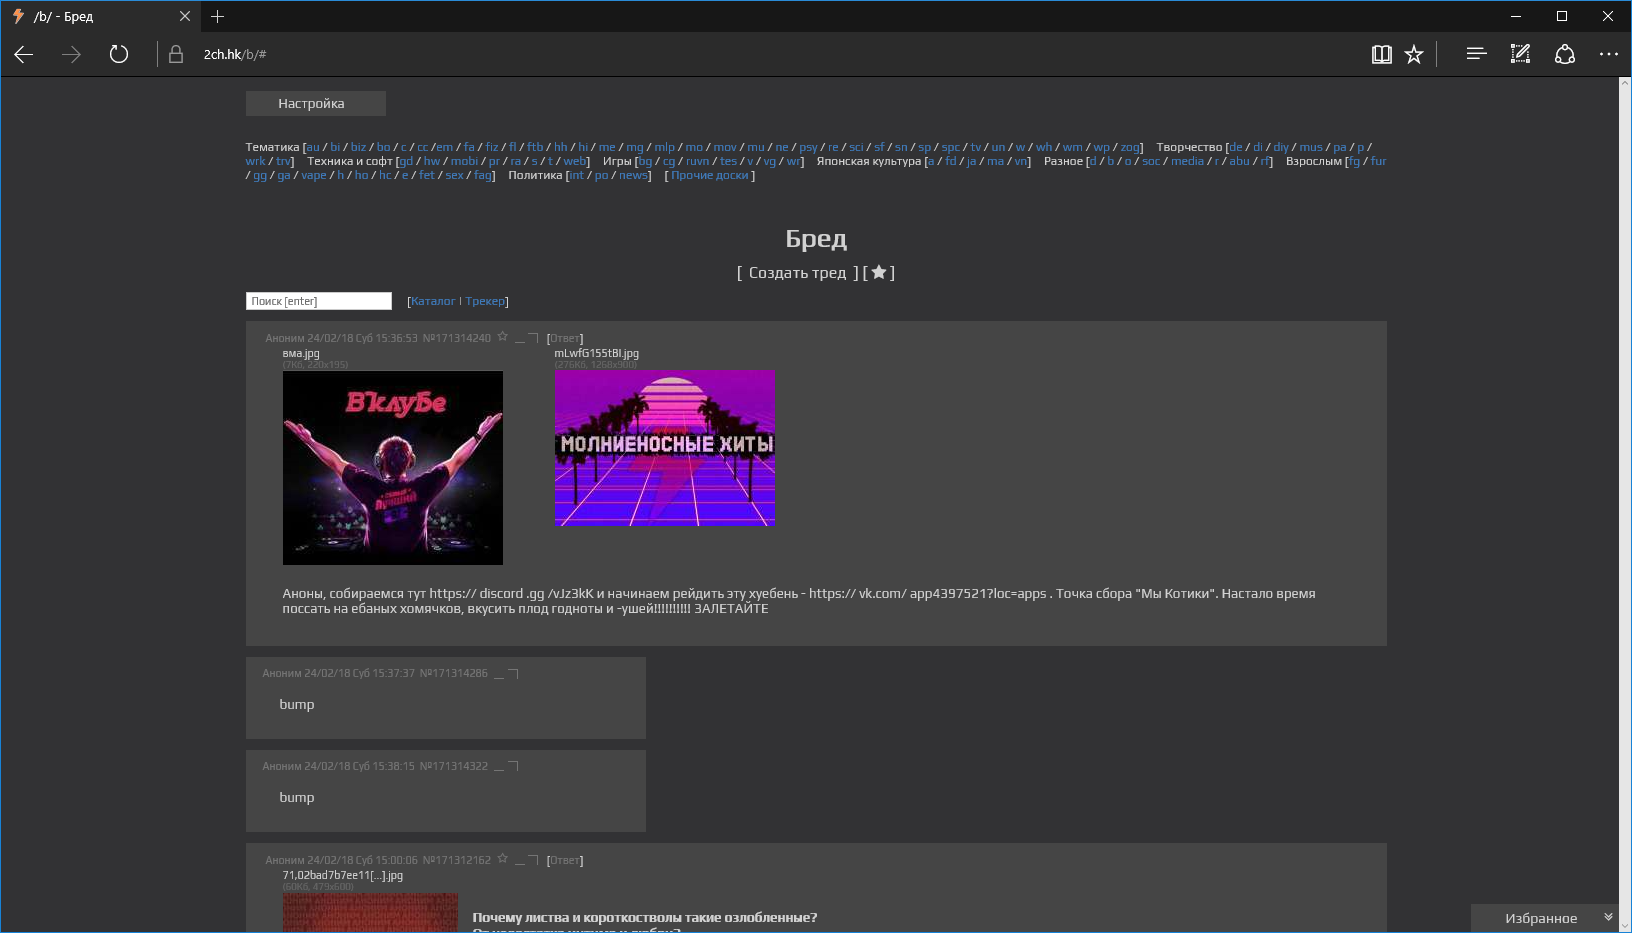 /b/ - Бред
2ch.hk/b/#
Настройка
Тематика [au / bi / biz / bo / c / cc /em / fa / fiz / fl / ftb / hh / hi / me / mg / mlp / mo / mov / mu / ne / psy / re / sci / sf / sn / sp / spc / tv / un / w / wh / wm / wp / zog] Творчество [de / di / diy / mus / pa / p /
wrk / trv] Техника и софт [gd / hw / mobi / pr / ra / s / t / web] Игры [bg / cg / ruvn / tes / v / vg / wr] Японская культура [a / fd / ja / ma / vn] Разное [d / b / o / soc / media / r / abu / rf] Взрослым [fg / fur
/ gg / ga / vape / h / ho / hc / e / fet / sex / fag] Политика [int / po / news] [ Прочие доски ]
Бред
[ Создать тред ] [★]
Поиск [enter] [Каталог | Трекер]
Аноним 24/02/18 Суб 15:36:53 №171314240 [Ответ]
вма.jpg mLwfG155tBI.jpg
(7Кб, 220x195) (276Кб, 1268x900)
В клубе
МОЛНИЕНОСНЫЕ ХИТЫ
самый
лучший
Аноны, собираемся тут https:// discord .gg /vJz3kK и начинаем рейдить эту хуебень - https:// vk.com/ app4397521?loc=apps . Точка сбора "Мы Котики". Настало время
поссать на ебаных хомячков, вкусить плод годноты и -ушей!!!!!!!!!! ЗАЛЕТАЙТЕ
Аноним 24/02/18 Суб 15:37:37 №171314286
bump
Аноним 24/02/18 Суб 15:38:15 №171314322
bump
Аноним 24/02/18 Суб 15:00:06 №171312162 [Ответ]
71,02bad7b7ee11[...].jpg
(60Кб, 479x600)
Почему листва и короткостволы такие озлобленные?
Избранное